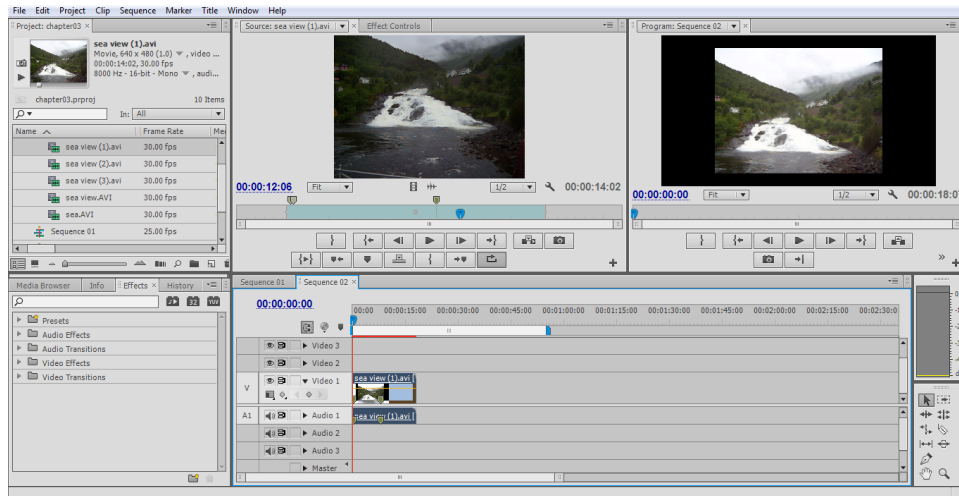 File Edit Project Clip Sequence Marker Title Window Help
Project: chapter03 ×
sea view (1).avi
Movie, 640 x 480 (1.0) ▼ , video ...
00:00:14:02, 30.00 fps
8000 Hz - 16-bit - Mono ▼ , audi...
chapter03.prproj 10 Items
In: All
Name Frame Rate Me
sea view (1).avi 30.00 fps
sea view (2).avi 30.00 fps
sea view (3).avi 30.00 fps
sea view.AVI 30.00 fps
sea.AVI 30.00 fps
Sequence 01 25.00 fps
Source: sea view (1).avi × Effect Controls
00:00:12:06 Fit 1/2 00:00:14:02
Program: Sequence 02 ×
00:00:00:00 Fit 1/2 00:00:18:0
Media Browser Info Effects × History
32 YUV
Presets
Audio Effects
Audio Transitions
Video Effects
Video Transitions
Sequence 01 Sequence 02 ×
00:00:00:00
00:00 00:00:15:00 00:00:30:00 00:00:45:00 00:01:00:00 00:01:15:00 00:01:30:00 00:01:45:00 00:02:00:00 00:02:15:00 00:02:30:0
Video 3
Video 2
V Video 1 sea view (1).avi [
A1 Audio 1 sea view (1).avi [
Audio 2
Audio 3
Master